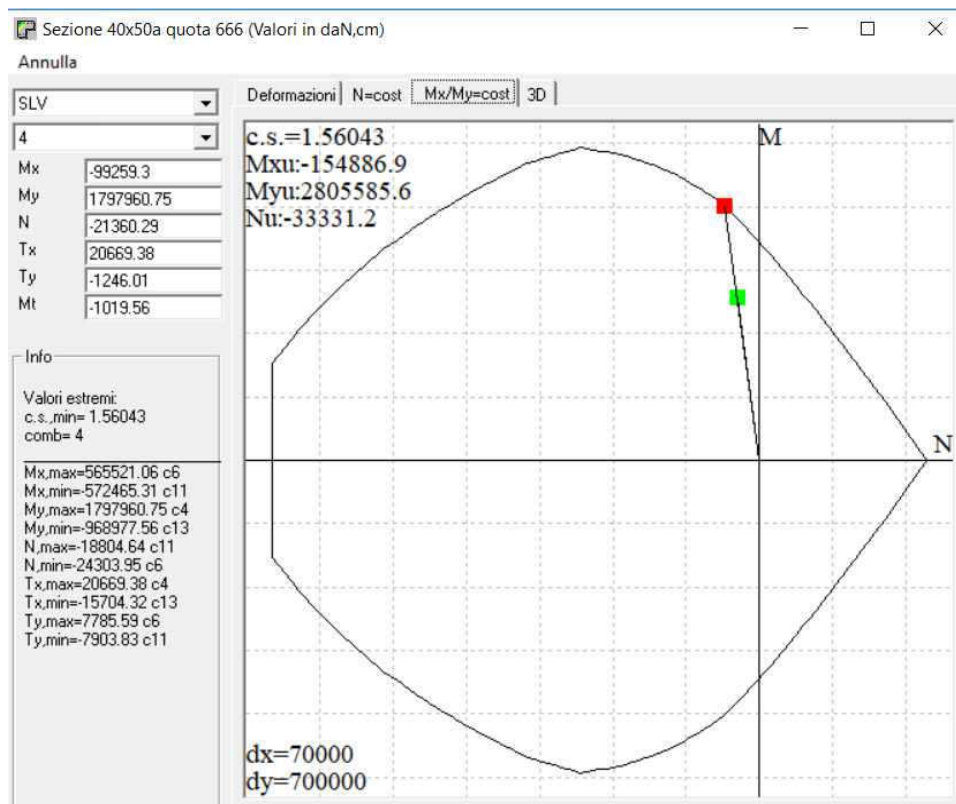 Sezione 40x50a quota 666 (Valori in daN,cm)
Annulla
SLV
4
Mx -99259.3
My 1797960.75
N -21360.29
Tx 20669.38
Ty -1246.01
Mt -1019.56
Info
Valori estremi:
c.s.,min= 1.56043
comb= 4
Mx,max=565521.06 c6
Mx,min=-572465.31 c11
My,max=1797960.75 c4
My,min=-968977.56 c13
N,max=-18804.64 c11
N,min=-24303.95 c6
Tx,max=20669.38 c4
Tx,min=-15704.32 c13
Ty,max=7785.59 c6
Ty,min=-7903.83 c11
Deformazioni N=cost Mx/My=cost 3D
c.s.=1.56043
Mxu:-154886.9
Myu:2805585.6
Nu:-33331.2
M
N
dx=70000
dy=700000